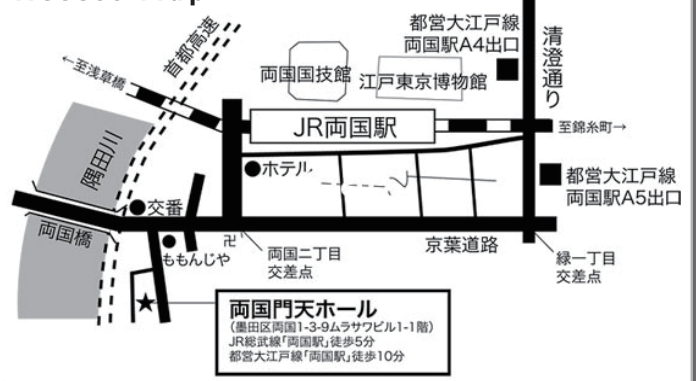 都営大江戸線
両国駅A4出口
清澄通り
首都高速
←至浅草橋
両国国技館
江戸東京博物館
JR両国駅
至錦糸町→
隅田川
ホテル
都営大江戸線
両国駅A5出口
交番
両国橋
ももんじや
卍
両国二丁目
交差点
京葉道路
緑一丁目
交差点
両国門天ホール
(墨田区両国1-3-9ムラサワビル1-1階)
JR総武線「両国駅」徒歩5分
都営大江戸線「両国駅」徒歩10分